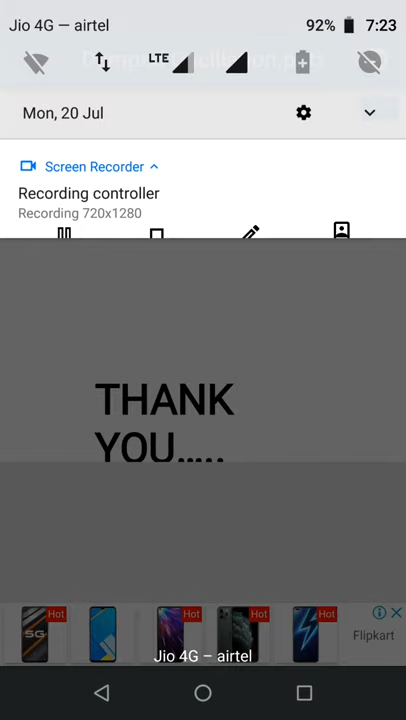 Jio 4G — airtel 92% 7:23
LTE
Mon, 20 Jul
Screen Recorder
Recording controller
Recording 720x1280
THANK
YOU.....
Hot Hot Hot Hot
5G
Flipkart
Jio 4G — airtel